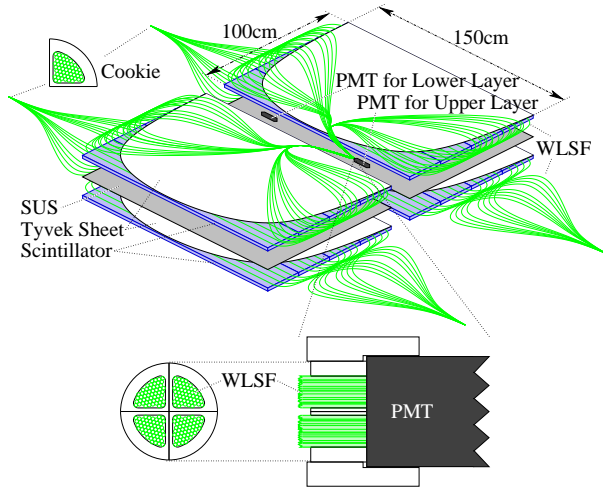 100cm
150cm
Cookie
PMT for Lower Layer
PMT for Upper Layer
WLSF
SUS
Tyvek Sheet
Scintillator
WLSF
PMT